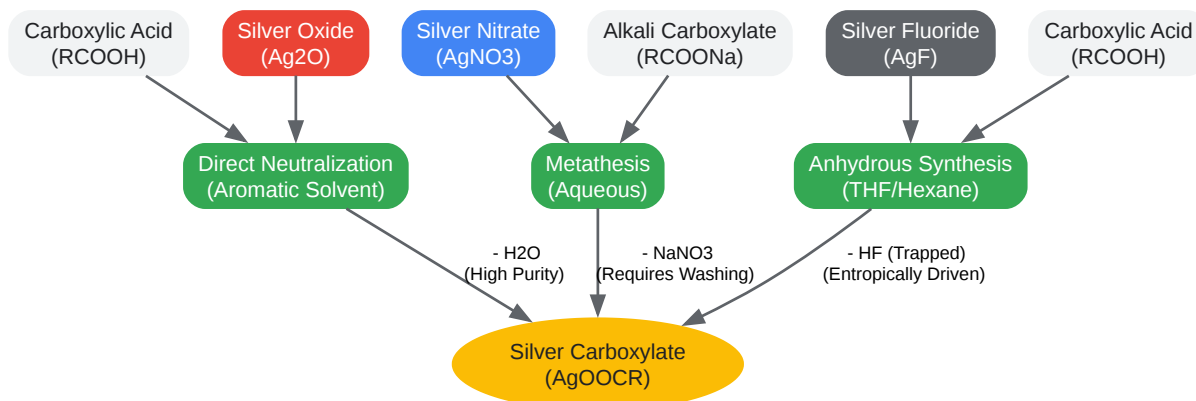 Carboxylic Acid
(RCOOH)
Silver Oxide
(Ag2O)
Silver Nitrate
(AgNO3)
Alkali Carboxylate
(RCOONa)
Silver Fluoride
(AgF)
Carboxylic Acid
(RCOOH)
Direct Neutralization
(Aromatic Solvent)
Metathesis
(Aqueous)
Anhydrous Synthesis
(THF/Hexane)
- H2O
(High Purity)
- NaNO3
(Requires Washing)
- HF (Trapped)
(Entropically Driven)
Silver Carboxylate
(AgOOCR)